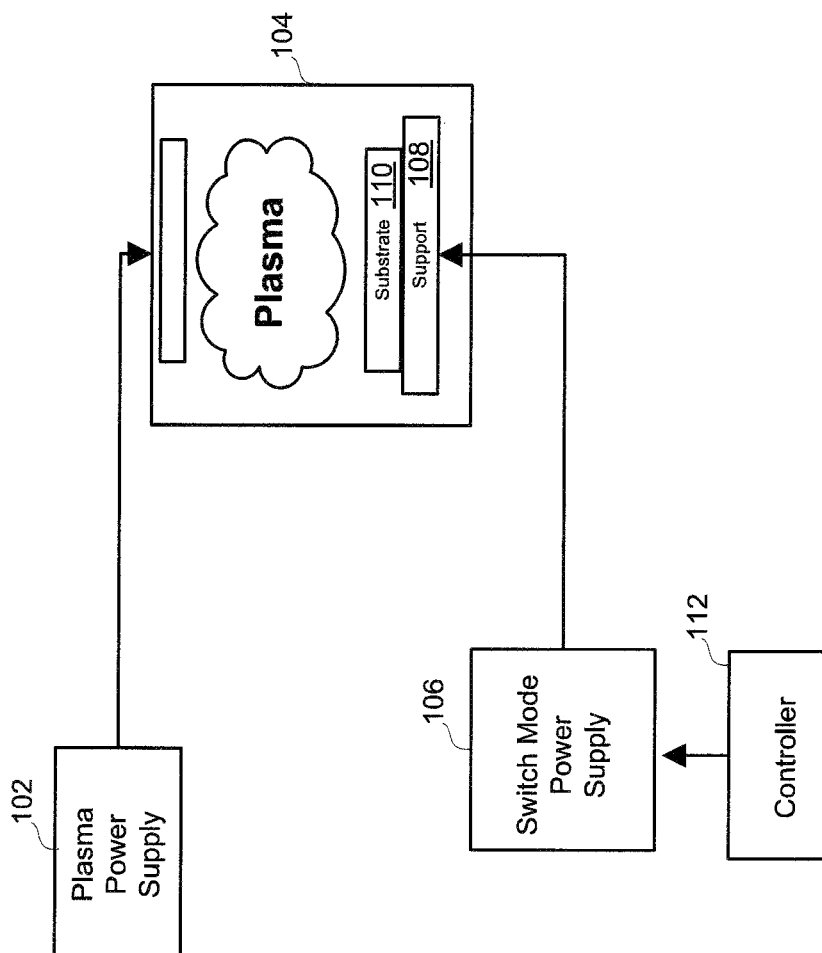 102
Plasma
Power
Supply
104
Plasma
Substrate 110
Support 108
106
Switch Mode
Power
Supply
112
Controller